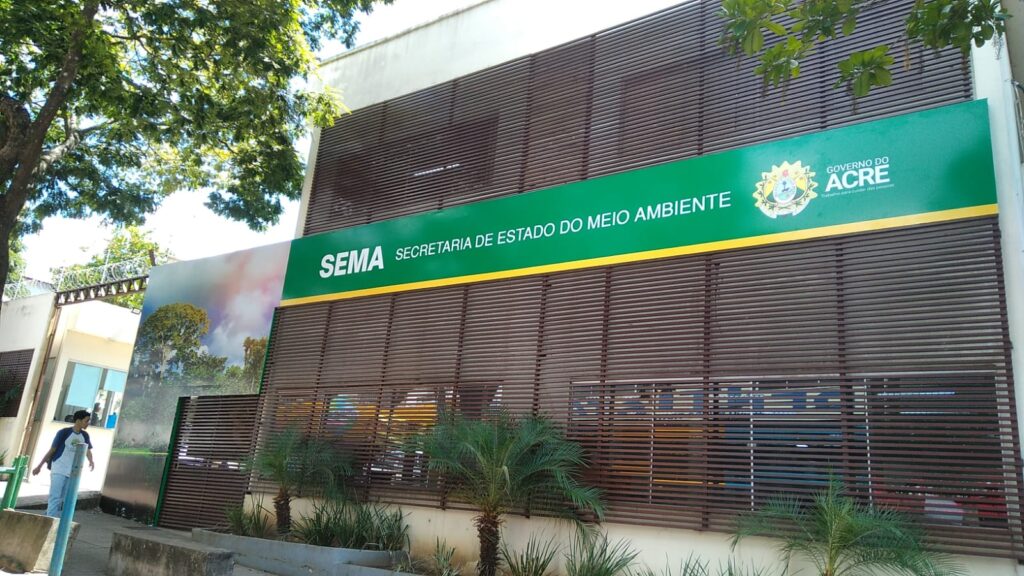 SEMA SECRETARIA DE ESTADO DO MEIO AMBIENTE
GOVERNO DO
ACRE